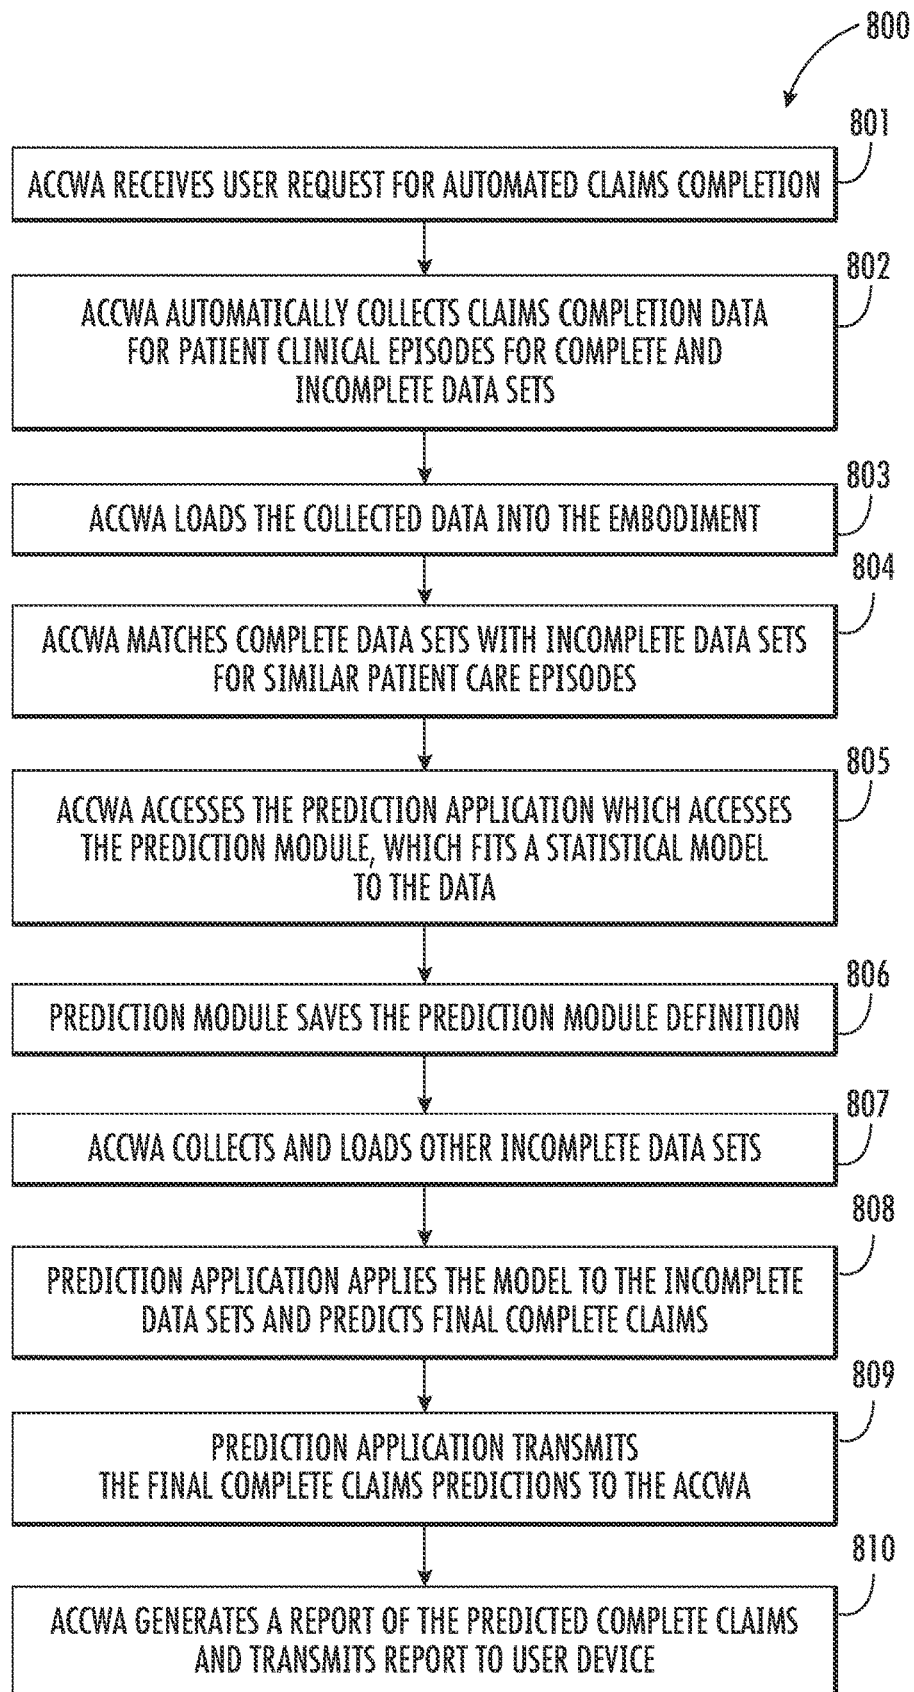 800
801
ACCWA RECEIVES USER REQUEST FOR AUTOMATED CLAIMS COMPLETION
802
ACCWA AUTOMATICALLY COLLECTS CLAIMS COMPLETION DATA
FOR PATIENT CLINICAL EPISODES FOR COMPLETE AND
INCOMPLETE DATA SETS
803
ACCWA LOADS THE COLLECTED DATA INTO THE EMBODIMENT
804
ACCWA MATCHES COMPLETE DATA SETS WITH INCOMPLETE DATA SETS
FOR SIMILAR PATIENT CARE EPISODES
805
ACCWA ACCESSES THE PREDICTION APPLICATION WHICH ACCESSES
THE PREDICTION MODULE, WHICH FITS A STATISTICAL MODEL
TO THE DATA
806
PREDICTION MODULE SAVES THE PREDICTION MODULE DEFINITION
807
ACCWA COLLECTS AND LOADS OTHER INCOMPLETE DATA SETS
808
PREDICTION APPLICATION APPLIES THE MODEL TO THE INCOMPLETE
DATA SETS AND PREDICTS FINAL COMPLETE CLAIMS
809
PREDICTION APPLICATION TRANSMITS
THE FINAL COMPLETE CLAIMS PREDICTIONS TO THE ACCWA
810
ACCWA GENERATES A REPORT OF THE PREDICTED COMPLETE CLAIMS
AND TRANSMITS REPORT TO USER DEVICE